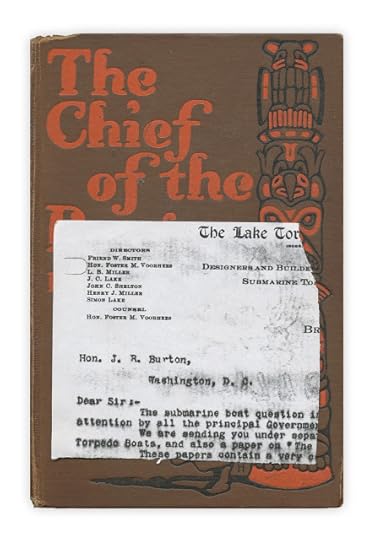 The
Chief
of the
The Lake Tor
DIRECTORS
FRIEND W. SMITH
HON. FOSTER M. VOORHEES
L. B. MILLER
J. C. LAKE
JOHN C. SHELTON
HENRY J. MILLER
SIMON LAKE
COUNSEL
HON. FOSTER M. VOORHEES
DESIGNERS AND BUILDE
SUBMARINE TO
BR
Hon. J. R. Burton,
Washington, D. C.
Dear Sir:-
The submarine boat question i
attention by all the principal Governmen
We are sending you under sepa
Torpedo Boats, and also a paper on "The
These papers contain a very c